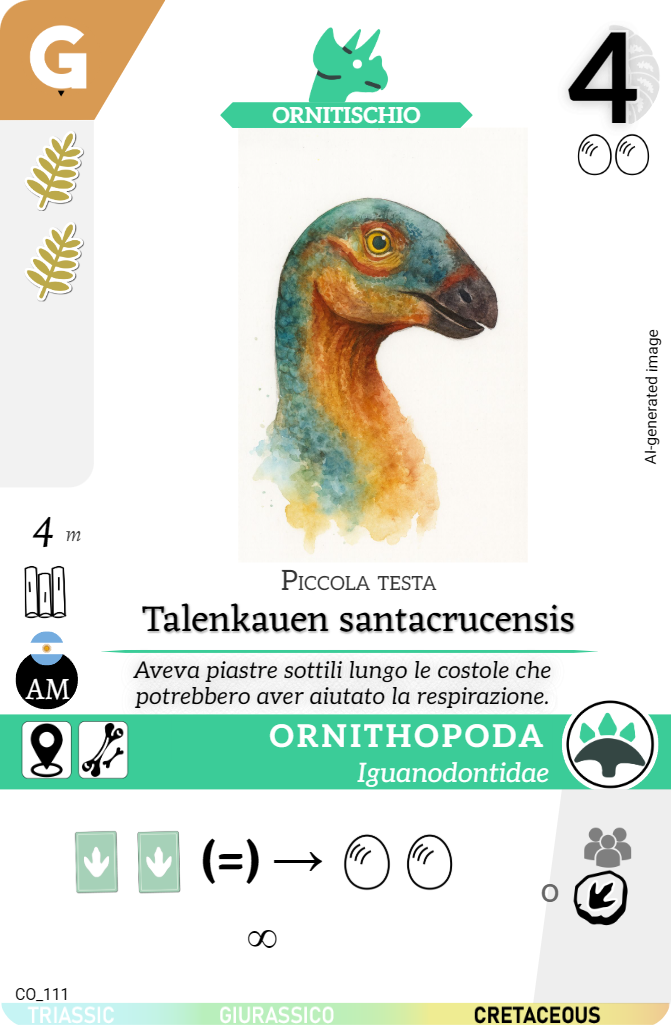 G
4
ORNITISCHIO
AI-generated image
4 m
PICCOLA TESTA
Talenkauen santacrucensis
AM
Aveva piastre sottili lungo le costole che
potrebbero aver aiutato la respirazione.
ORNITHOPODA
Iguanodontidae
(=) → 
O
∞
CO_111
TRIASSIC GIURASSICO CRETACEOUS